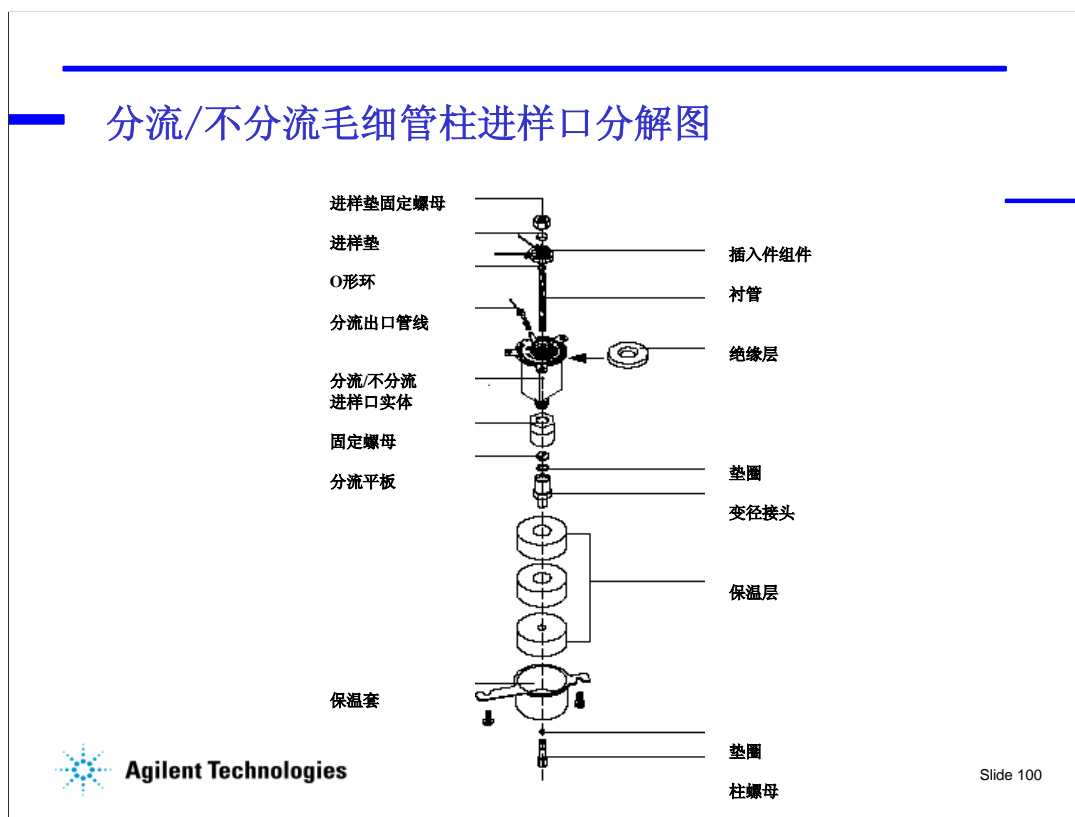 分流/不分流毛细管柱进样口分解图
进样垫固定螺母
进样垫
O形环
分流出口管线
分流/不分流
进样口实体
固定螺母
分流平板
保温套
插入件组件
衬管
绝缘层
垫圈
变径接头
保温层
垫圈
柱螺母
Agilent Technologies
Slide 100